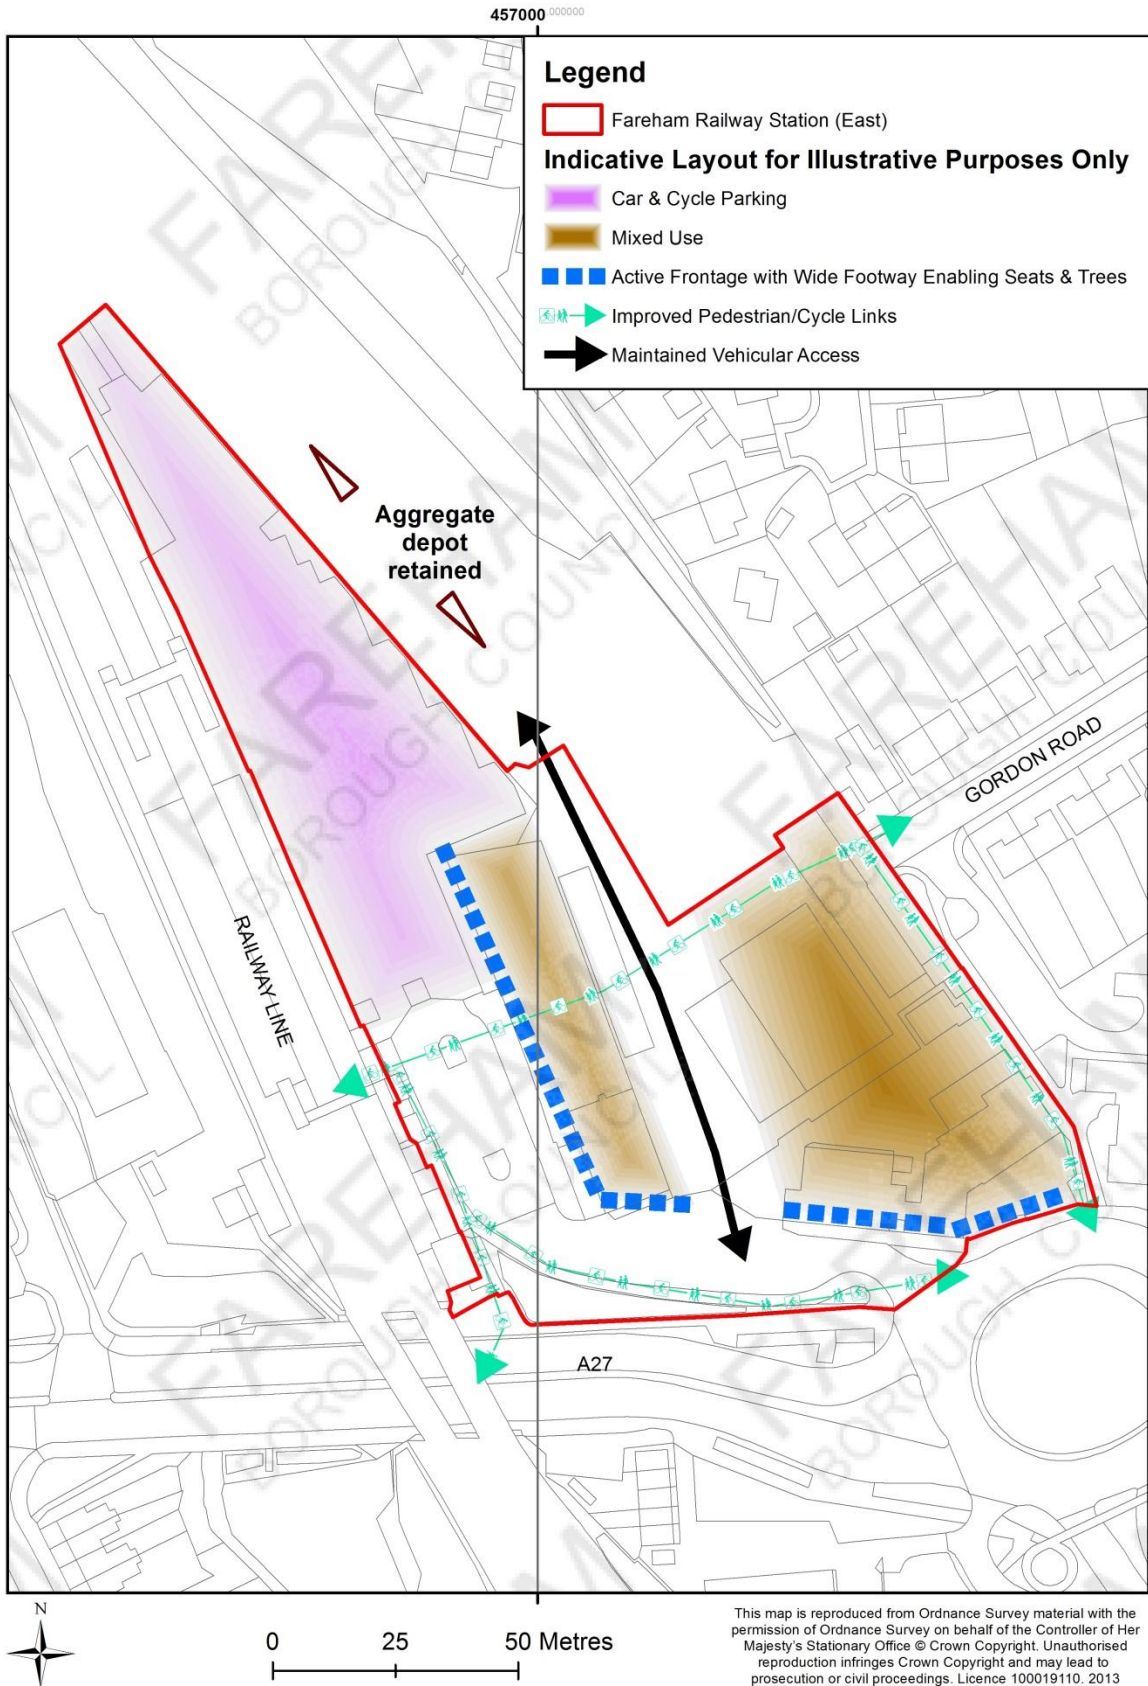 457000.000000
Legend
Fareham Railway Station (East)
Indicative Layout for Illustrative Purposes Only
Car & Cycle Parking
Mixed Use
Active Frontage with Wide Footway Enabling Seats & Trees
Improved Pedestrian/Cycle Links
Maintained Vehicular Access
Aggregate
depot
retained
GORDON ROAD
RAILWAY LINE
A27
FAREHAM
BOROUGH COUNCIL
N
0 25 50 Metres
This map is reproduced from Ordnance Survey material with the
permission of Ordnance Survey on behalf of the Controller of Her
Majesty's Stationary Office © Crown Copyright. Unauthorised
reproduction infringes Crown Copyright and may lead to
prosecution or civil proceedings. Licence 100019110. 2013